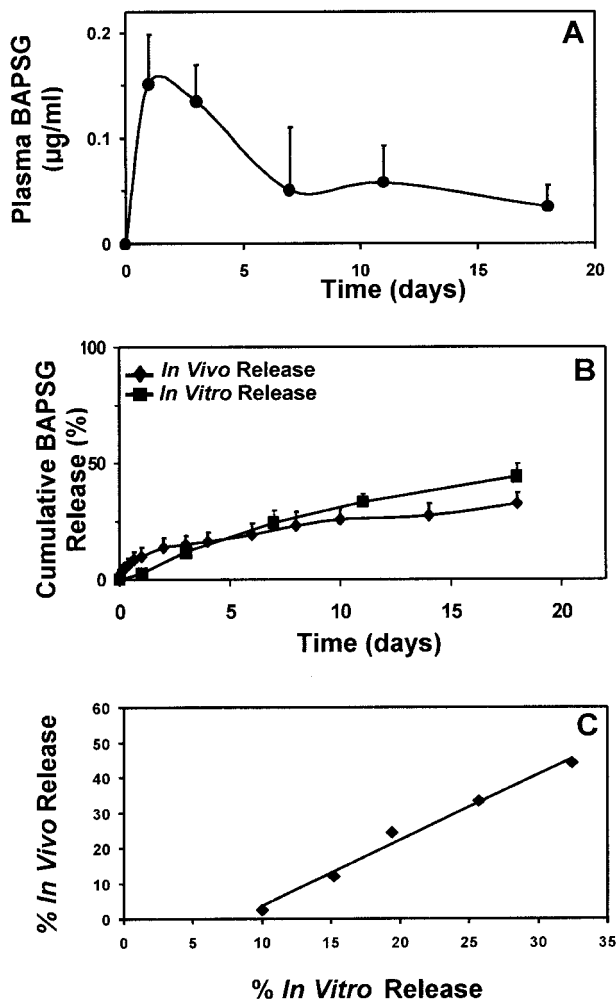 A
Plasma BAPSG
(µg/ml)
0.2
0.1
0
0 5 10 15 20
Time (days)
B
In Vivo Release
In Vitro Release
Cumulative BAPSG
Release (%)
100
50
0
0 5 10 15 20
Time (days)
C
% In Vivo Release
60
50
40
30
20
10
0
0 5 10 15 20 25 30 35
% In Vitro Release